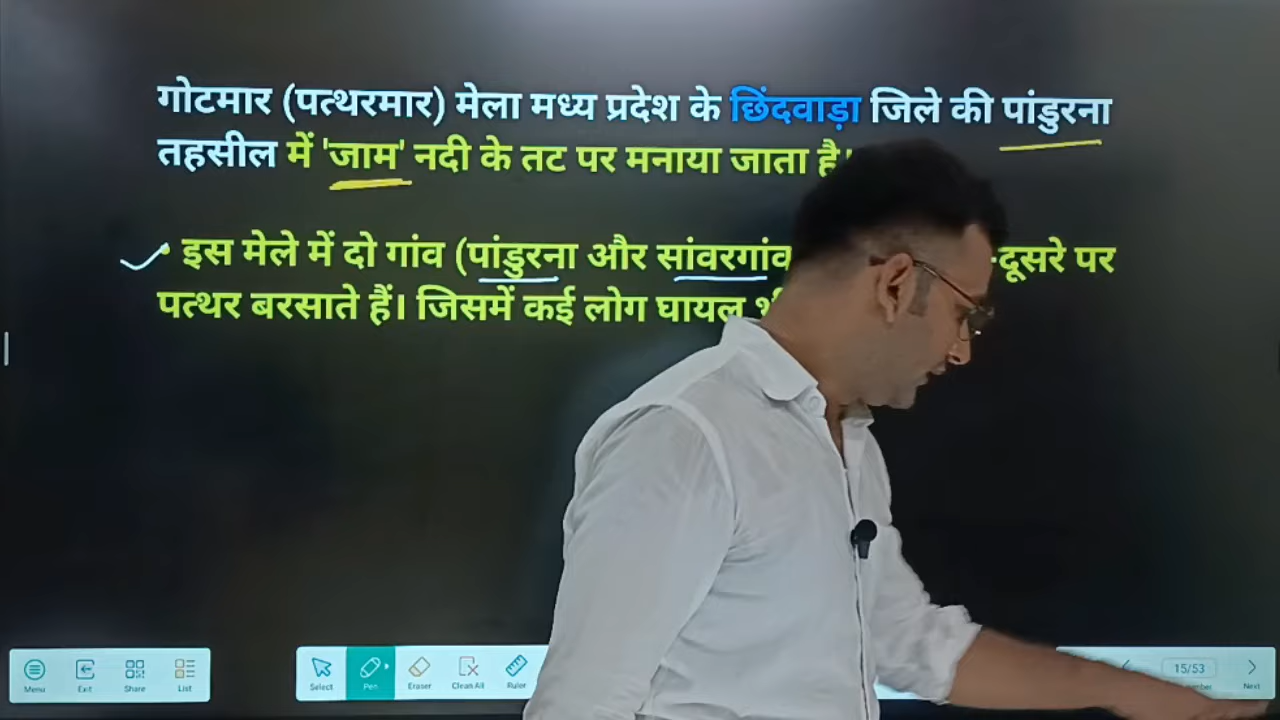 गोटमार (पत्थरमार) मेला मध्य प्रदेश के छिंदवाड़ा जिले की पांडुरना
तहसील में 'जाम' नदी के तट पर मनाया जाता है
• इस मेले में दो गांव (पांडुरना और सांवरगांव -दूसरे पर
पत्थर बरसाते हैं। जिसमें कई लोग घायल
Menu Exit Share List Select Pen Eraser Clean All Ruler 15/53 Next